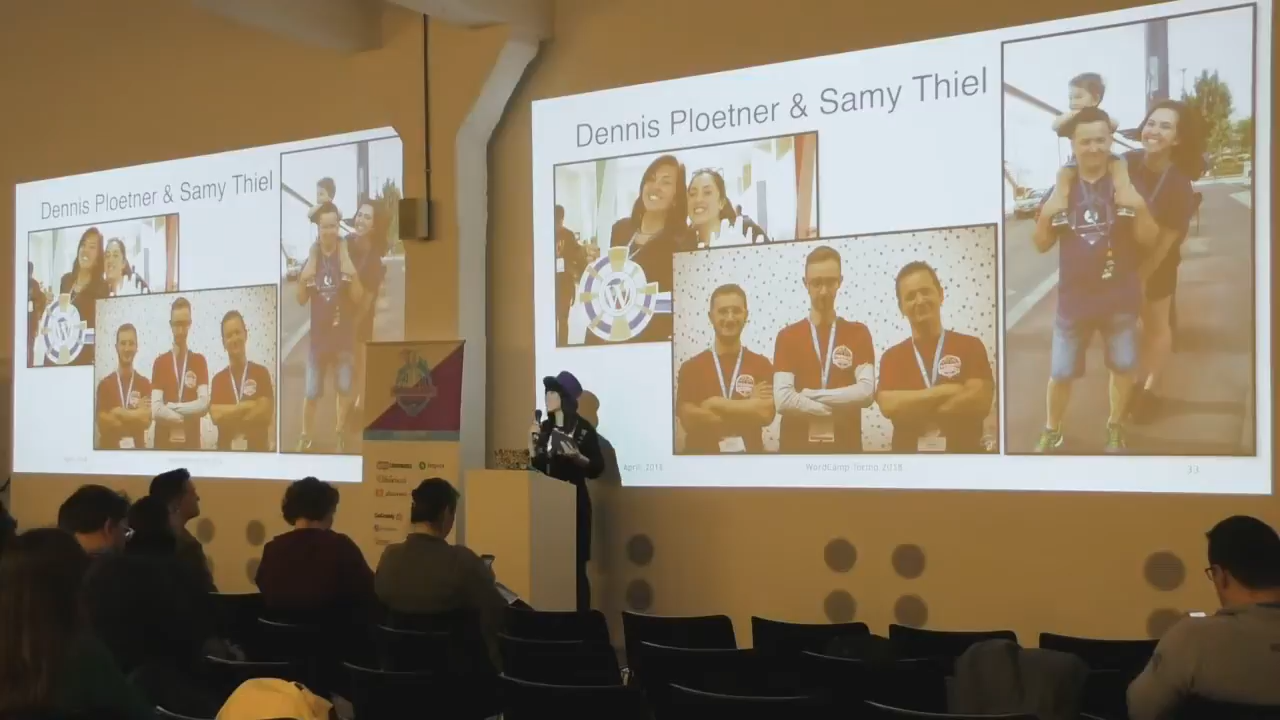 Dennis Ploetner & Samy Thiel
Dennis Ploetner & Samy Thiel
April, 2018
WordCamp Torino 2018
33